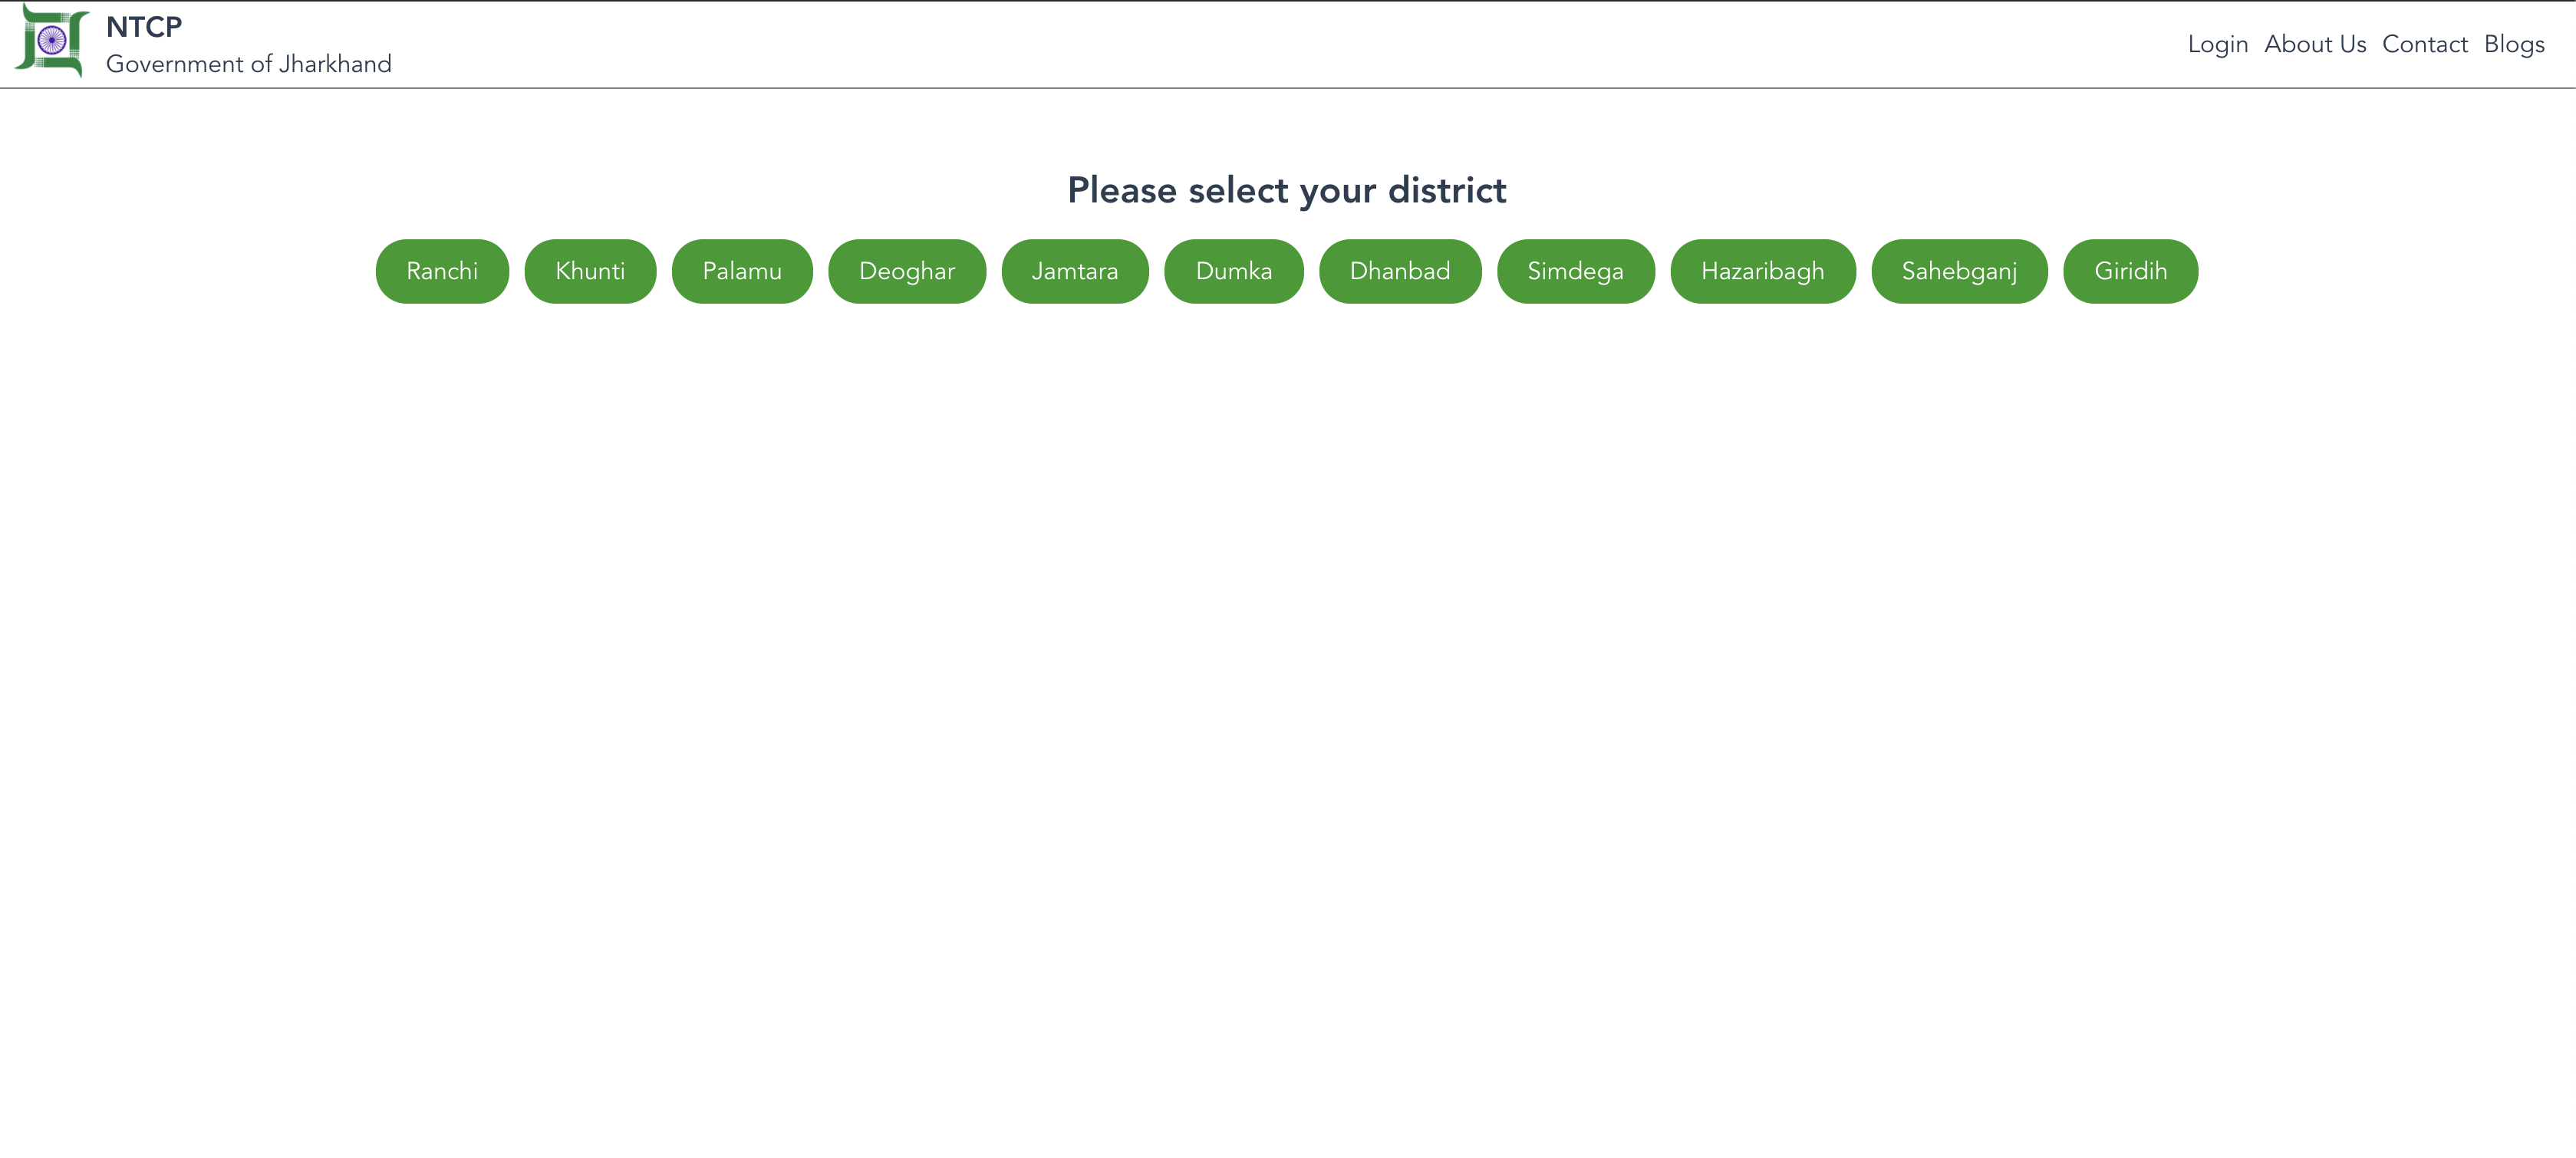 NTCP
Government of Jharkhand
Login About Us Contact Blogs
Please select your district
Ranchi Khunti Palamu Deoghar Jamtara Dumka Dhanbad Simdega Hazaribagh Sahebganj Giridih